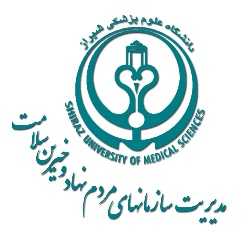 دانشگاه علوم پزشکی شیراز
SHIRAZ UNIVERSITY OF MEDICAL SCIENCES
مدیریت سازمانهای مردم نهاد و خیرین سلامت